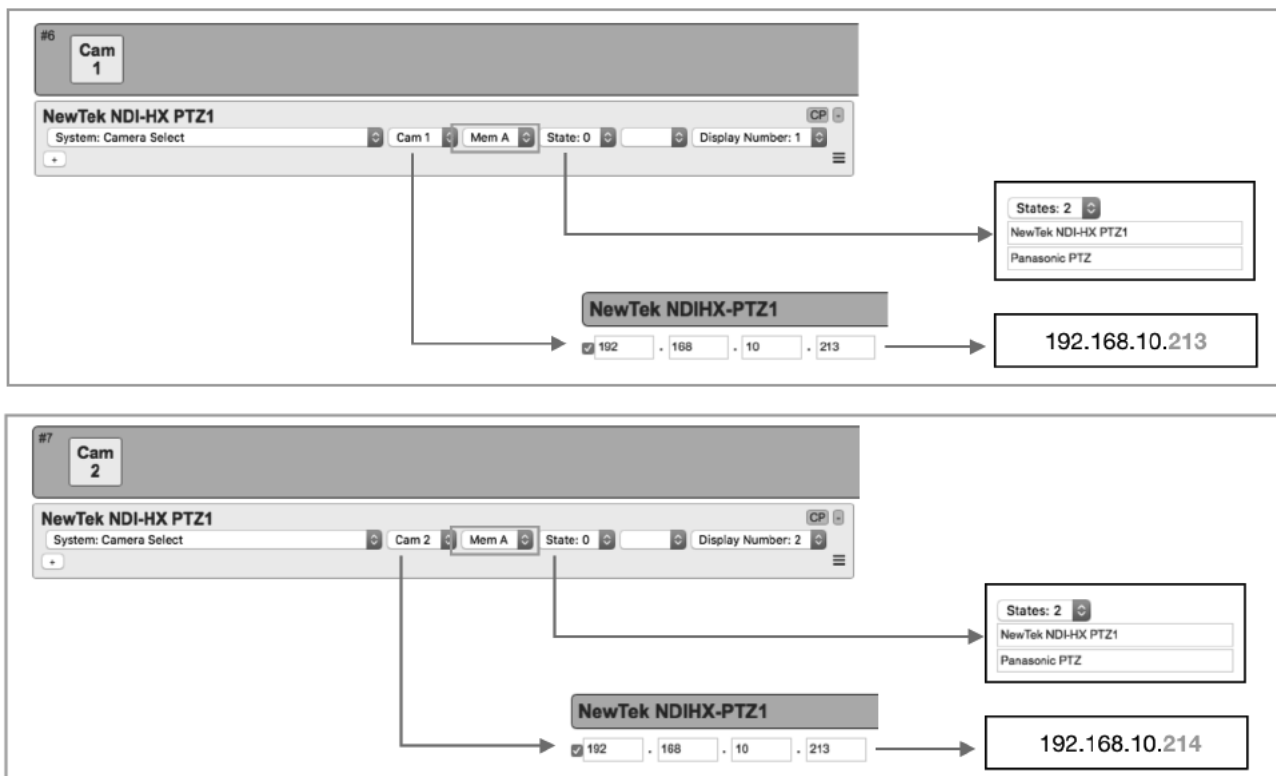 #6
Cam
1
NewTek NDI-HX PTZ1
CP -
System: Camera Select Cam 1 Mem A State: 0 Display Number: 1
+
States: 2
NewTek NDI-HX PTZ1
Panasonic PTZ
NewTek NDIHX-PTZ1
192 . 168 . 10 . 213
192.168.10.213
#7
Cam
2
NewTek NDI-HX PTZ1
CP -
System: Camera Select Cam 2 Mem A State: 0 Display Number: 2
+
States: 2
NewTek NDI-HX PTZ1
Panasonic PTZ
NewTek NDIHX-PTZ1
192 . 168 . 10 . 213
192.168.10.214